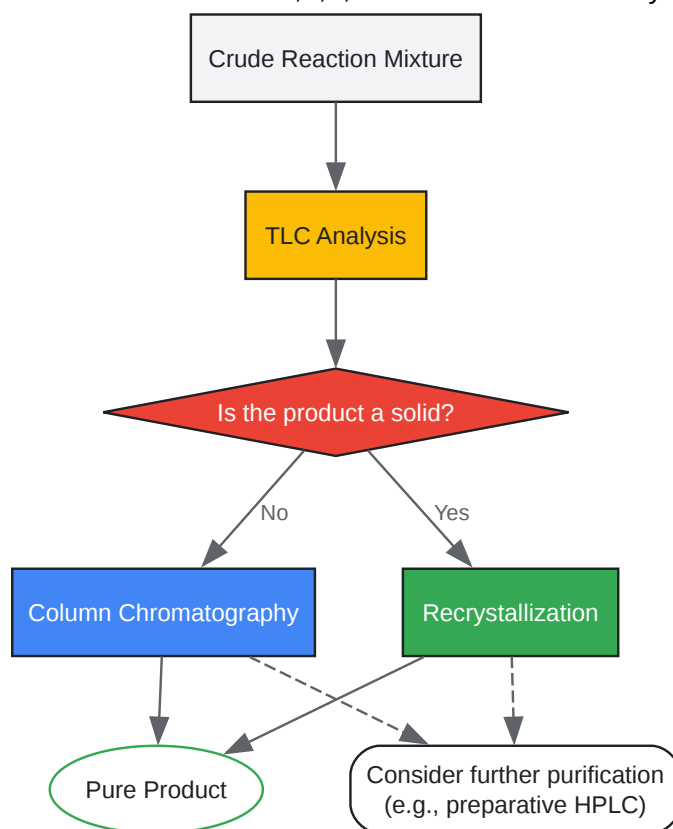 Crude Reaction Mixture
TLC Analysis
Is the product a solid?
No
Yes
Column Chromatography
Recrystallization
Pure Product
Consider further purification
(e.g., preparative HPLC)